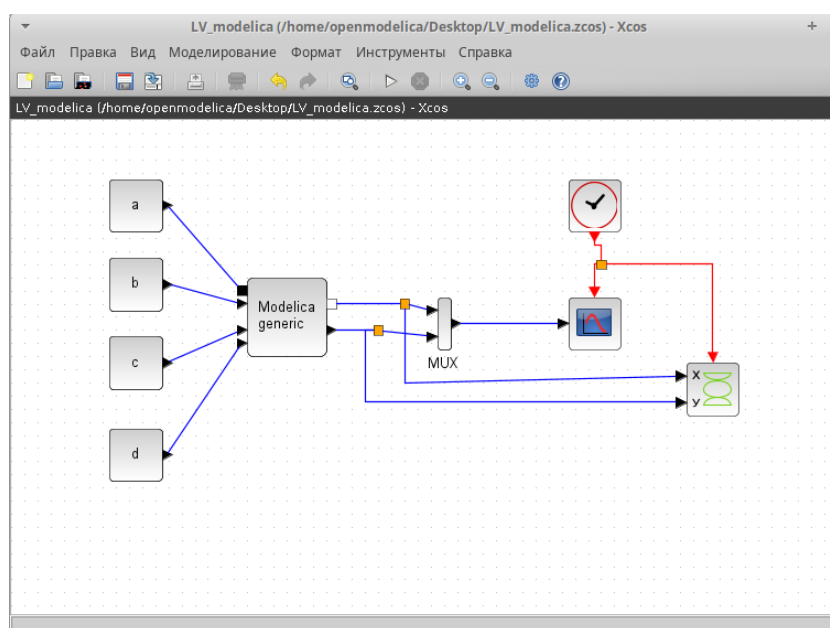 LV_modelica (/home/openmodelica/Desktop/LV_modelica.zcos) - Xcos
Файл Правка Вид Моделирование Формат Инструменты Справка
LV_modelica (/home/openmodelica/Desktop/LV_modelica.zcos) - Xcos
a
b
Modelica
generic
c
MUX
X
y
d